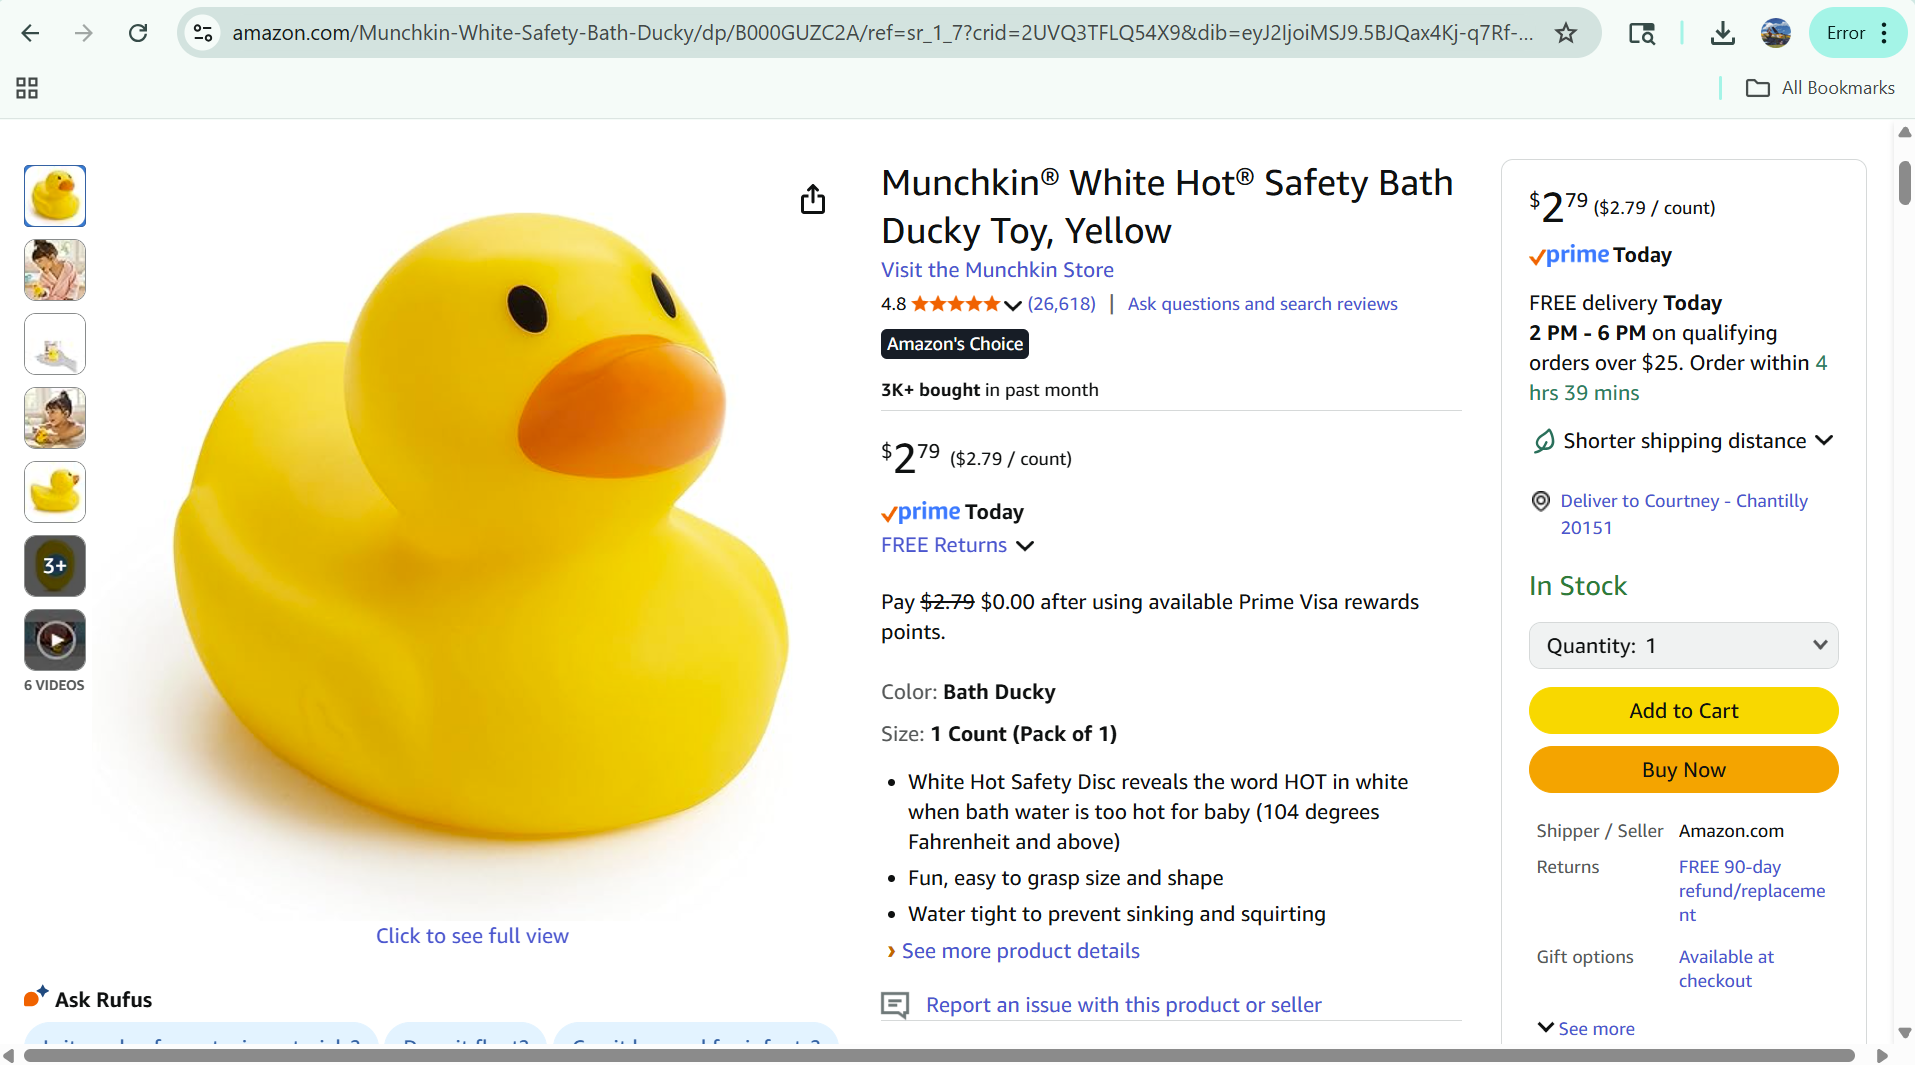 amazon.com/Munchkin-White-Safety-Bath-Ducky/dp/B000GUZC2A/ref=sr_1_7?crid=2UVQ3TFLQ54X9&dib=eyJ2IjoiMSJ9.5BJQax4Kj-q7Rf-...
Error
All Bookmarks
3+
6 VIDEOS
Click to see full view
Ask Rufus
Munchkin® White Hot® Safety Bath
Ducky Toy, Yellow
Visit the Munchkin Store
4.8 (26,618) | Ask questions and search reviews
Amazon's Choice
3K+ bought in past month
$2 79 ($2.79 / count)
prime Today
FREE Returns
Pay $2.79 $0.00 after using available Prime Visa rewards
points.
Color: Bath Ducky
Size: 1 Count (Pack of 1)
• White Hot Safety Disc reveals the word HOT in white
when bath water is too hot for baby (104 degrees
Fahrenheit and above)
• Fun, easy to grasp size and shape
• Water tight to prevent sinking and squirting
› See more product details
Report an issue with this product or seller
$2 79 ($2.79 / count)
prime Today
FREE delivery Today
2 PM - 6 PM on qualifying
orders over $25. Order within 4
hrs 39 mins
Shorter shipping distance
Deliver to Courtney - Chantilly
20151
In Stock
Quantity: 1
Add to Cart
Buy Now
Shipper / Seller Amazon.com
Returns FREE 90-day
refund/replaceme
nt
Gift options Available at
checkout
See more